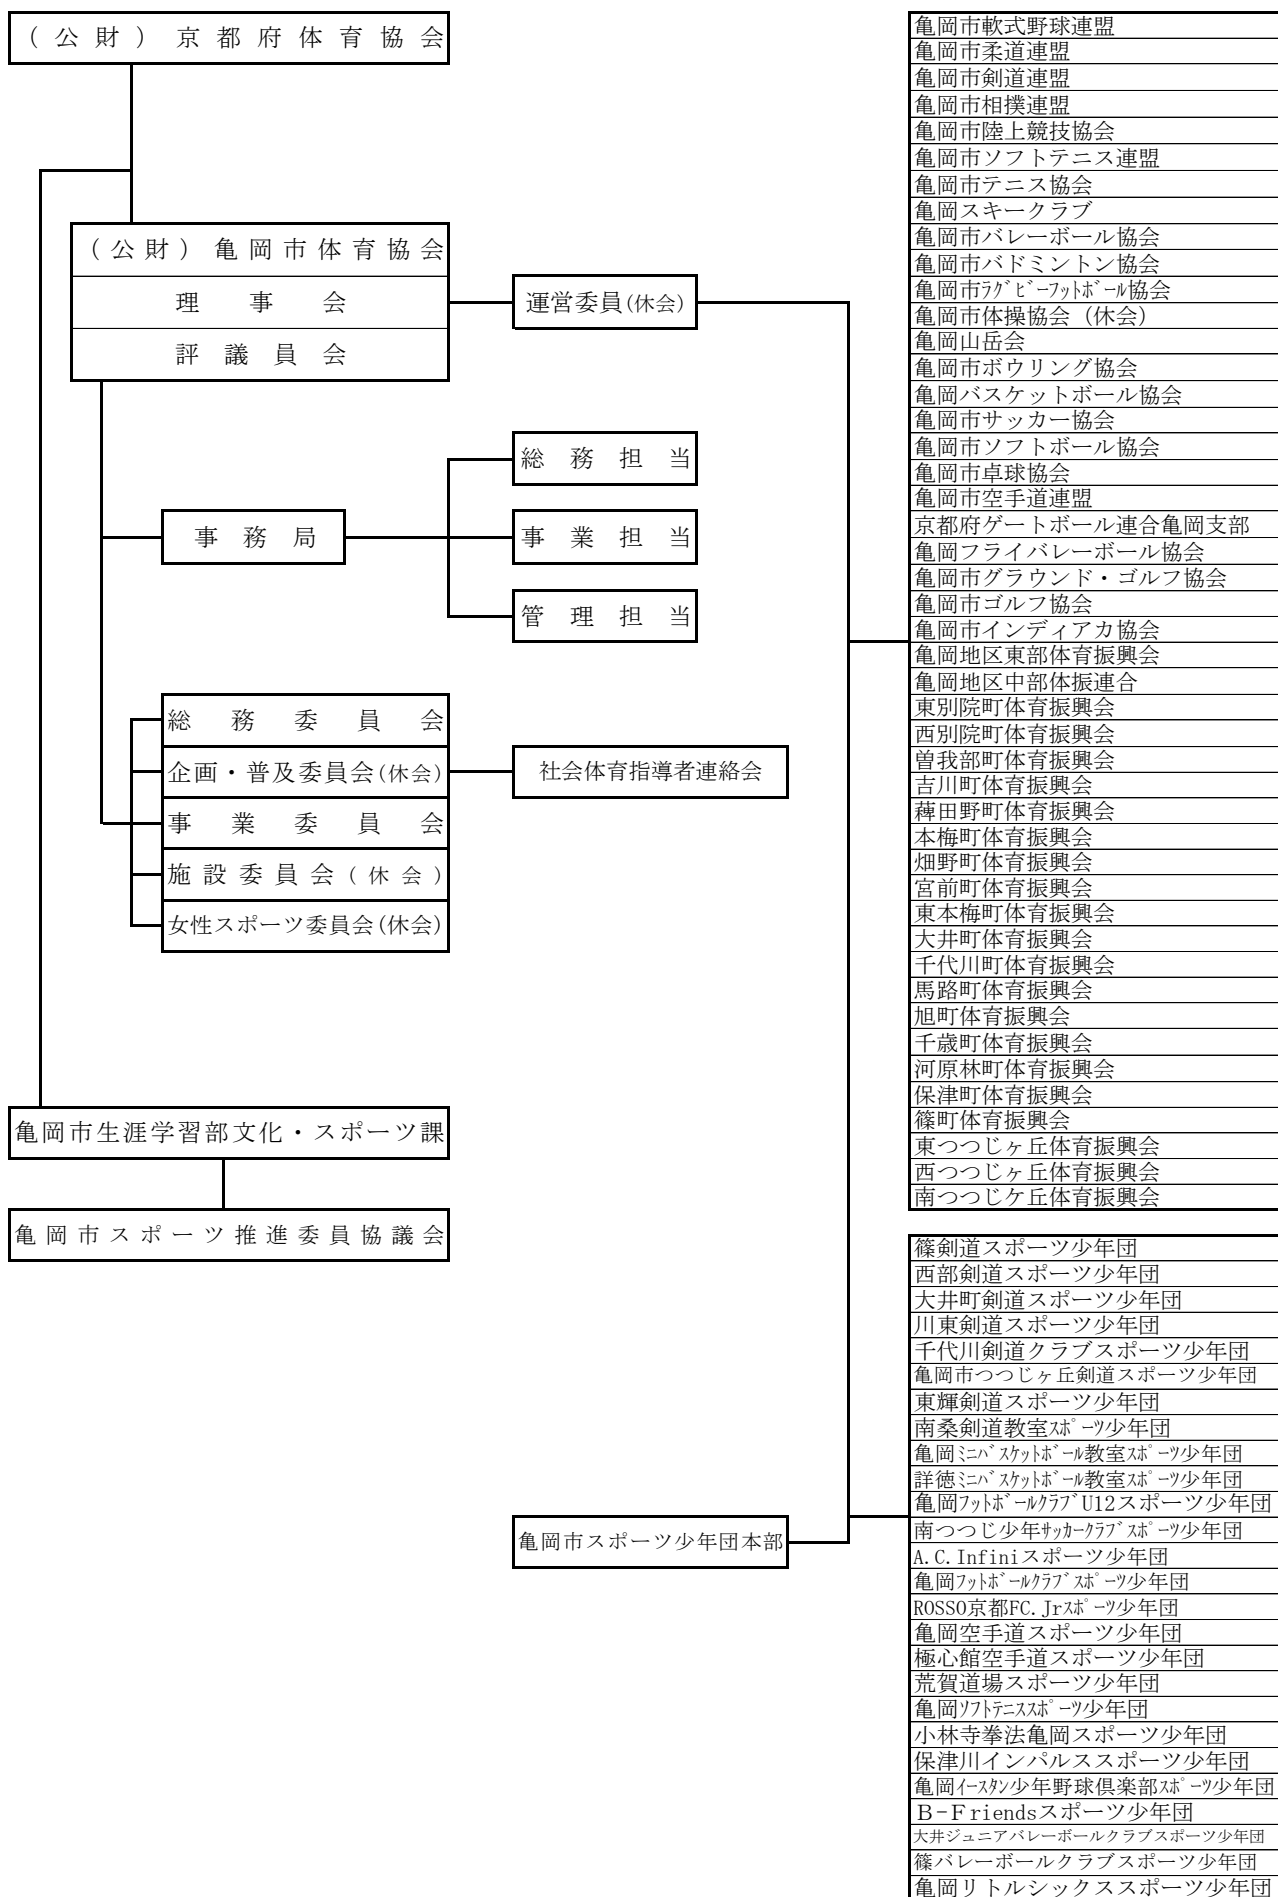 (公財)京都府体育協会
(公財)亀岡市体育協会
理事会
評議員会
運営委員(休会)
総務担当
事務局
事業担当
管理担当
総務委員会
企画・普及委員会(休会)
社会体育指導者連絡会
事業委員会
施設委員会(休会)
女性スポーツ委員会(休会)
亀岡市生涯学習部文化・スポーツ課
亀岡市スポーツ推進委員協議会
亀岡市スポーツ少年団本部
亀岡市軟式野球連盟
亀岡市柔道連盟
亀岡市剣道連盟
亀岡市相撲連盟
亀岡市陸上競技協会
亀岡市ソフトテニス連盟
亀岡市テニス協会
亀岡スキークラブ
亀岡市バレーボール協会
亀岡市バドミントン協会
亀岡市ラグビーフットボール協会
亀岡市体操協会(休会)
亀岡山岳会
亀岡市ボウリング協会
亀岡バスケットボール協会
亀岡市サッカー協会
亀岡市ソフトボール協会
亀岡市卓球協会
亀岡市空手道連盟
京都府ゲートボール連合亀岡支部
亀岡フライバレーボール協会
亀岡市グラウンド・ゴルフ協会
亀岡市ゴルフ協会
亀岡市インディアカ協会
亀岡地区東部体育振興会
亀岡地区中部体振連合
東別院町体育振興会
西別院町体育振興会
曽我部町体育振興会
吉川町体育振興会
薭田野町体育振興会
本梅町体育振興会
畑野町体育振興会
宮前町体育振興会
東本梅町体育振興会
大井町体育振興会
千代川町体育振興会
馬路町体育振興会
旭町体育振興会
千歳町体育振興会
河原林町体育振興会
保津町体育振興会
篠町体育振興会
東つつじヶ丘体育振興会
西つつじヶ丘体育振興会
南つつじケ丘体育振興会
篠剣道スポーツ少年団
西部剣道スポーツ少年団
大井町剣道スポーツ少年団
川東剣道スポーツ少年団
千代川剣道クラブスポーツ少年団
亀岡市つつじヶ丘剣道スポーツ少年団
東輝剣道スポーツ少年団
南桑剣道教室スポーツ少年団
亀岡ミニバスケットボール教室スポーツ少年団
詳徳ミニバスケットボール教室スポーツ少年団
亀岡フットボールクラブU12スポーツ少年団
南つつじ少年サッカークラブスポーツ少年団
A.C.Infiniスポーツ少年団
亀岡フットボールクラブスポーツ少年団
ROSSO京都FC.Jrスポーツ少年団
亀岡空手道スポーツ少年団
極心館空手道スポーツ少年団
荒賀道場スポーツ少年団
亀岡ソフトテニススポーツ少年団
小林寺拳法亀岡スポーツ少年団
保津川インパルススポーツ少年団
亀岡イースタン少年野球倶楽部スポーツ少年団
B-Friendsスポーツ少年団
大井ジュニアバレーボールクラブスポーツ少年団
篠バレーボールクラブスポーツ少年団
亀岡リトルシックススポーツ少年団